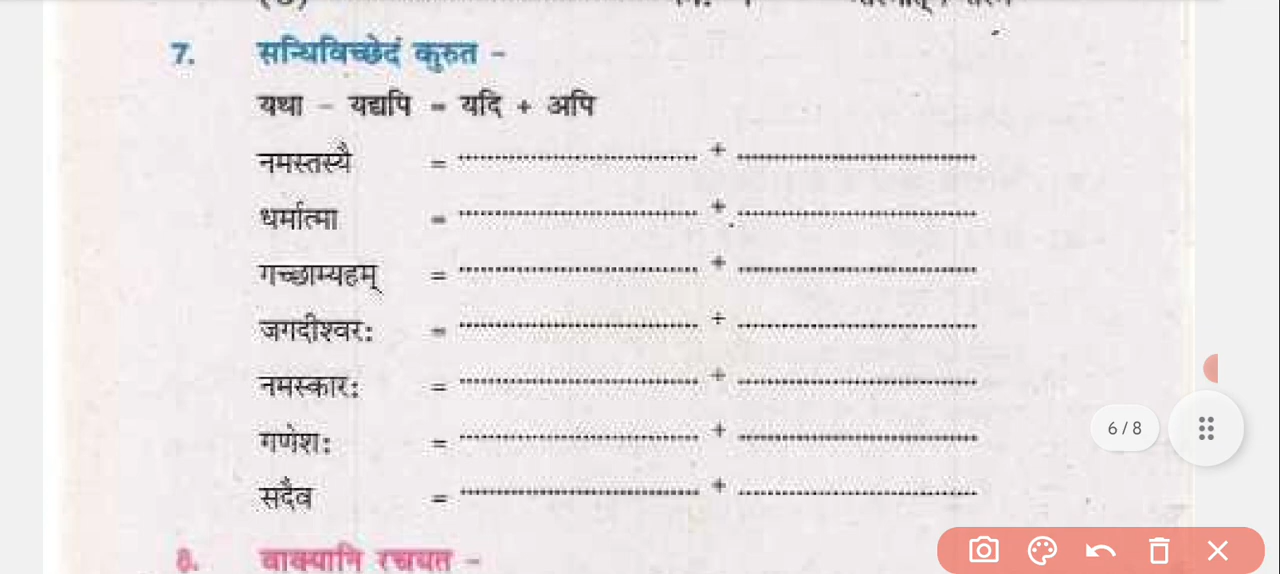 7. सन्धिविच्छेदं कुरुत -
यथा - यद्यपि = यदि + अपि
नमस्तस्यै = .................... + ....................
धर्मात्मा = .................... + ....................
गच्छाम्यहम् = .................... + ....................
जगदीश्वरः = .................... + ....................
नमस्कारः = .................... + ....................
गणेशः = .................... + ....................
सदैव = .................... + ....................
6 / 8
8. वाक्यानि रचयत -